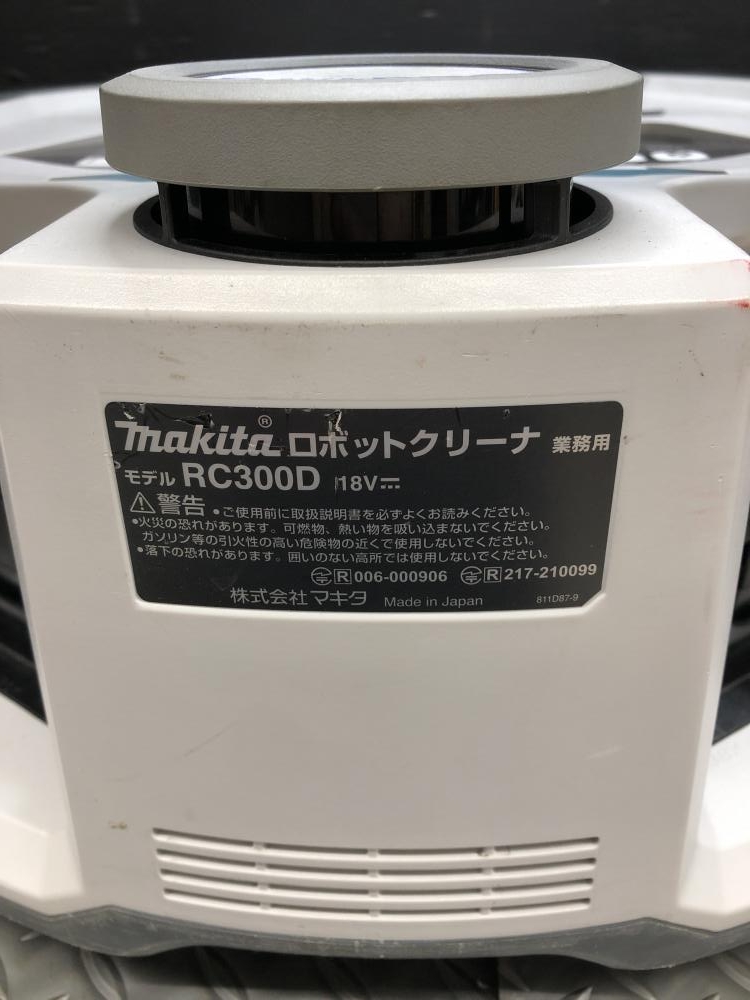 makita® ロボットクリーナ 業務用
モデル RC300D 18V
警告 •ご使用前に取扱説明書を必ずよくお読みください。
•火災の恐れがあります。可燃物、熱い物を吸い込まないでください。
ガソリン等の引火性の高い危険物の近くで使用しないでください。
•落下の恐れがあります。囲いのない高所では使用しないでください。
R 006-000906 R 217-210099
株式会社マキタ Made in Japan 811D87-9